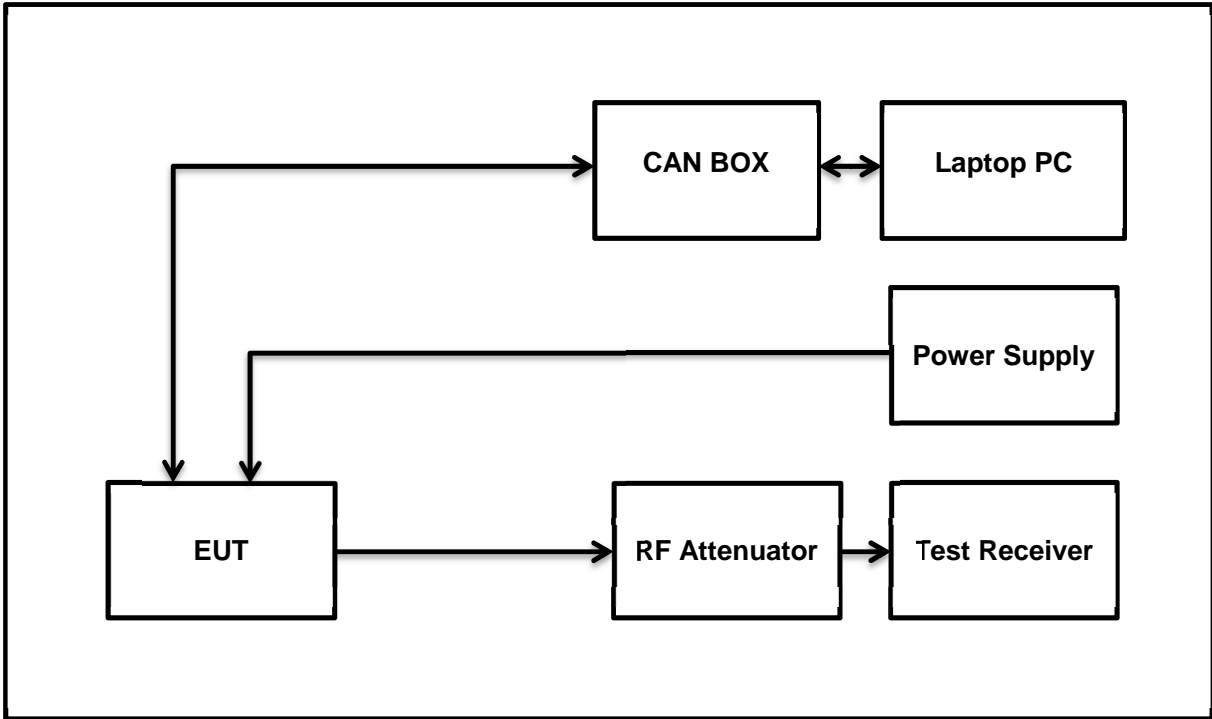 CAN BOX
Laptop PC
Power Supply
EUT
RF Attenuator
Test Receiver